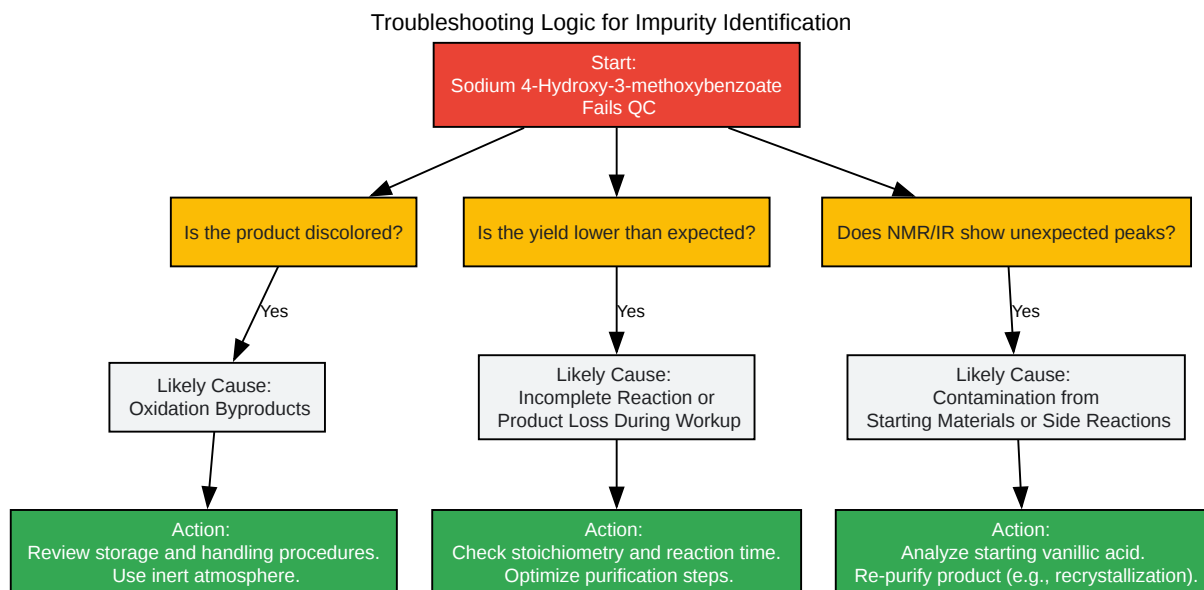 Troubleshooting Logic for Impurity Identification
Start:
Sodium 4-Hydroxy-3-methoxybenzoate
Fails QC
Is the product discolored?
Is the yield lower than expected?
Does NMR/IR show unexpected peaks?
Yes
Yes
Yes
Likely Cause:
Oxidation Byproducts
Likely Cause:
Incomplete Reaction or
Product Loss During Workup
Likely Cause:
Contamination from
Starting Materials or Side Reactions
Action:
Review storage and handling procedures.
Use inert atmosphere.
Action:
Check stoichiometry and reaction time.
Optimize purification steps.
Action:
Analyze starting vanillic acid.
Re-purify product (e.g., recrystallization).